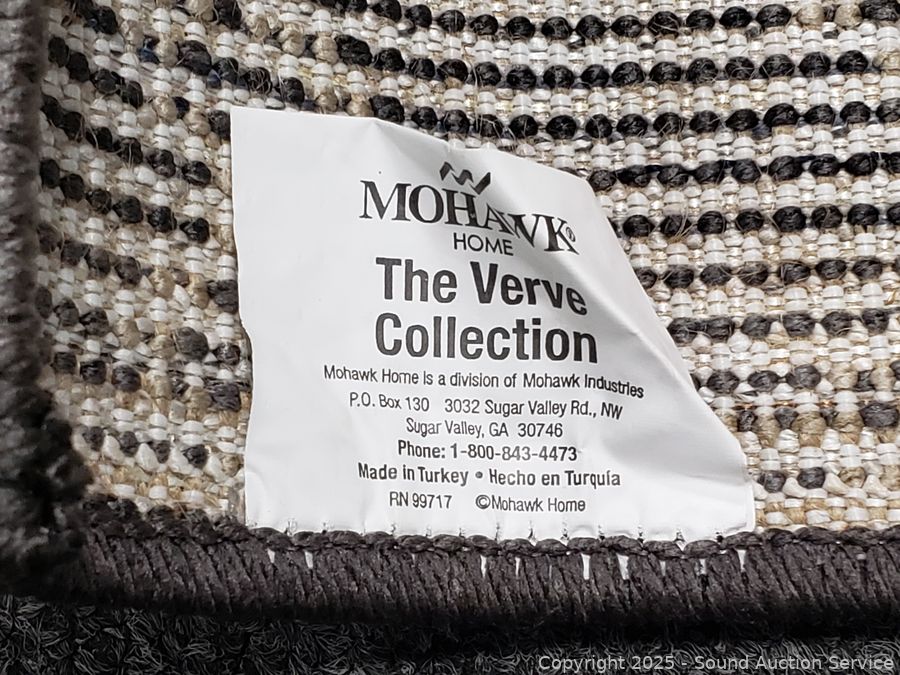 MOHAWK®
HOME
The Verve
Collection
Mohawk Home is a division of Mohawk Industries
P.O. Box 130 3032 Sugar Valley Rd., NW
Sugar Valley, GA 30746
Phone: 1-800-843-4473
Made in Turkey • Hecho en Turquía
RN 99717 ©Mohawk Home
Copyright 2025 - Sound Auction Service